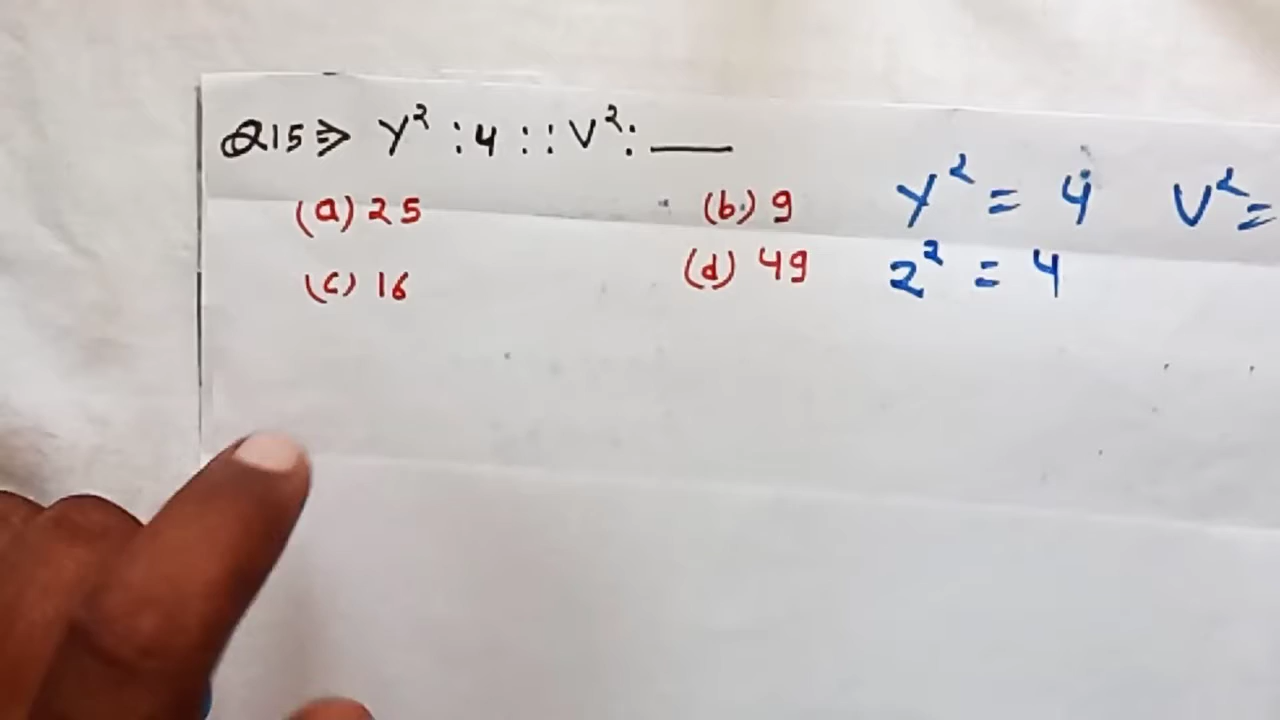 Q15⇒ Y² : 4 :: V² : ___
(a) 25 (b) 9
(c) 16 (d) 49
Y² = 4 V² =
2² = 4